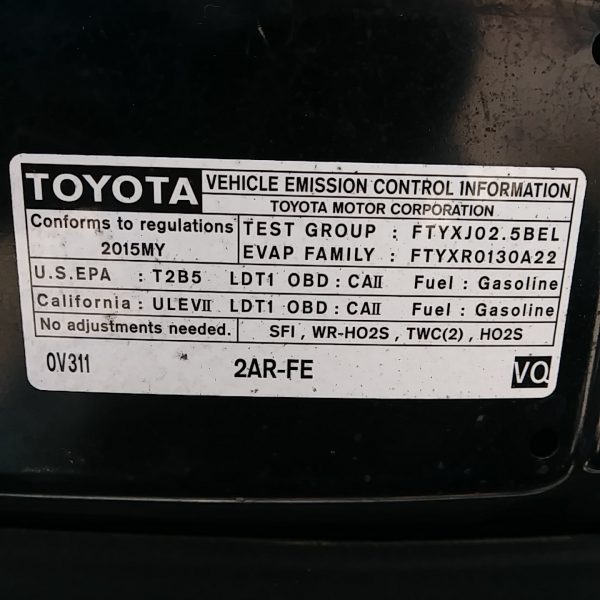 TOYOTA VEHICLE EMISSION CONTROL INFORMATION
TOYOTA MOTOR CORPORATION
Conforms to regulations
2015MY
TEST GROUP : FTYXJ02.5BEL
EVAP FAMILY : FTYXR0130A22
U.S.EPA : T2B5 LDT1 OBD : CAII Fuel : Gasoline
California : ULEVII LDT1 OBD : CAII Fuel : Gasoline
No adjustments needed. SFI , WR-HO2S , TWC(2) , HO2S
0V311 2AR-FE VQ